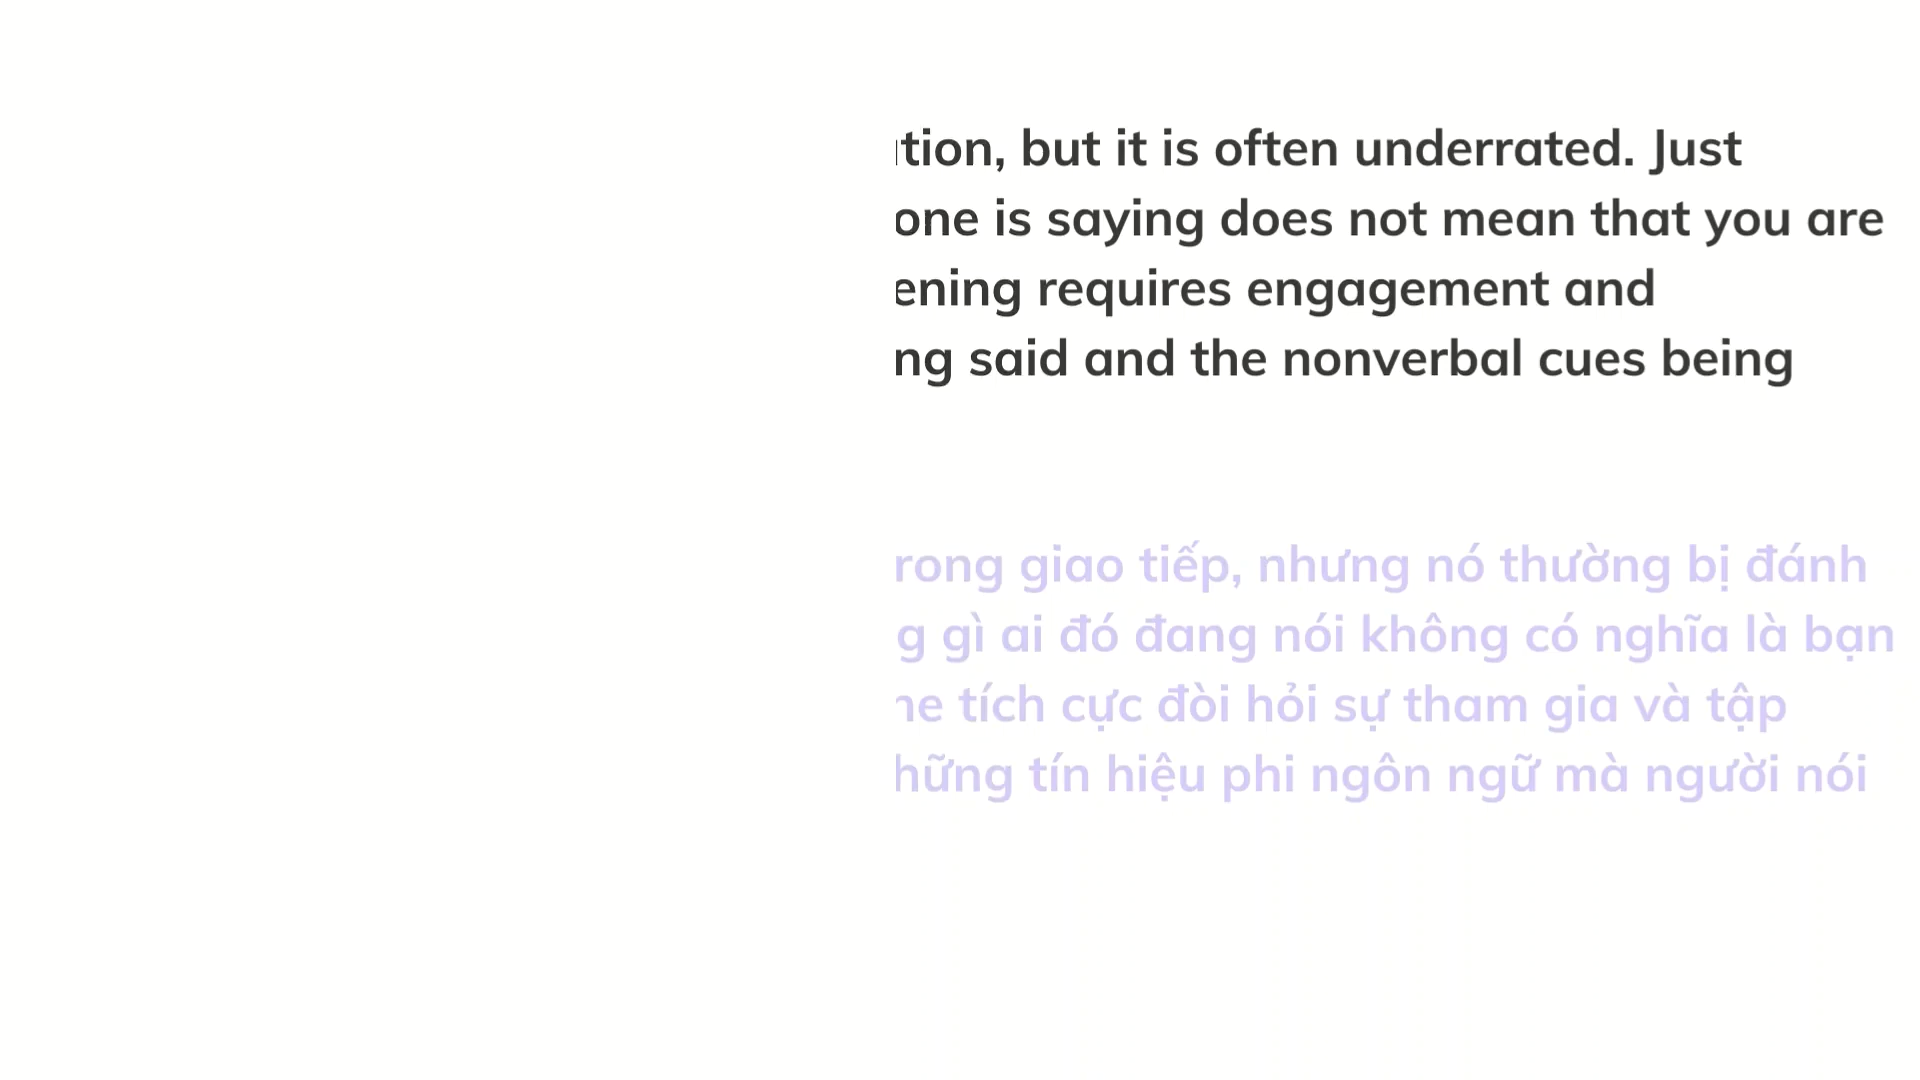 tion, but it is often underrated. Just
one is saying does not mean that you are
ening requires engagement and
ng said and the nonverbal cues being
rong giao tiếp, nhưng nó thường bị đánh
g gì ai đó đang nói không có nghĩa là bạn
he tích cực đòi hỏi sự tham gia và tập
hững tín hiệu phi ngôn ngữ mà người nói